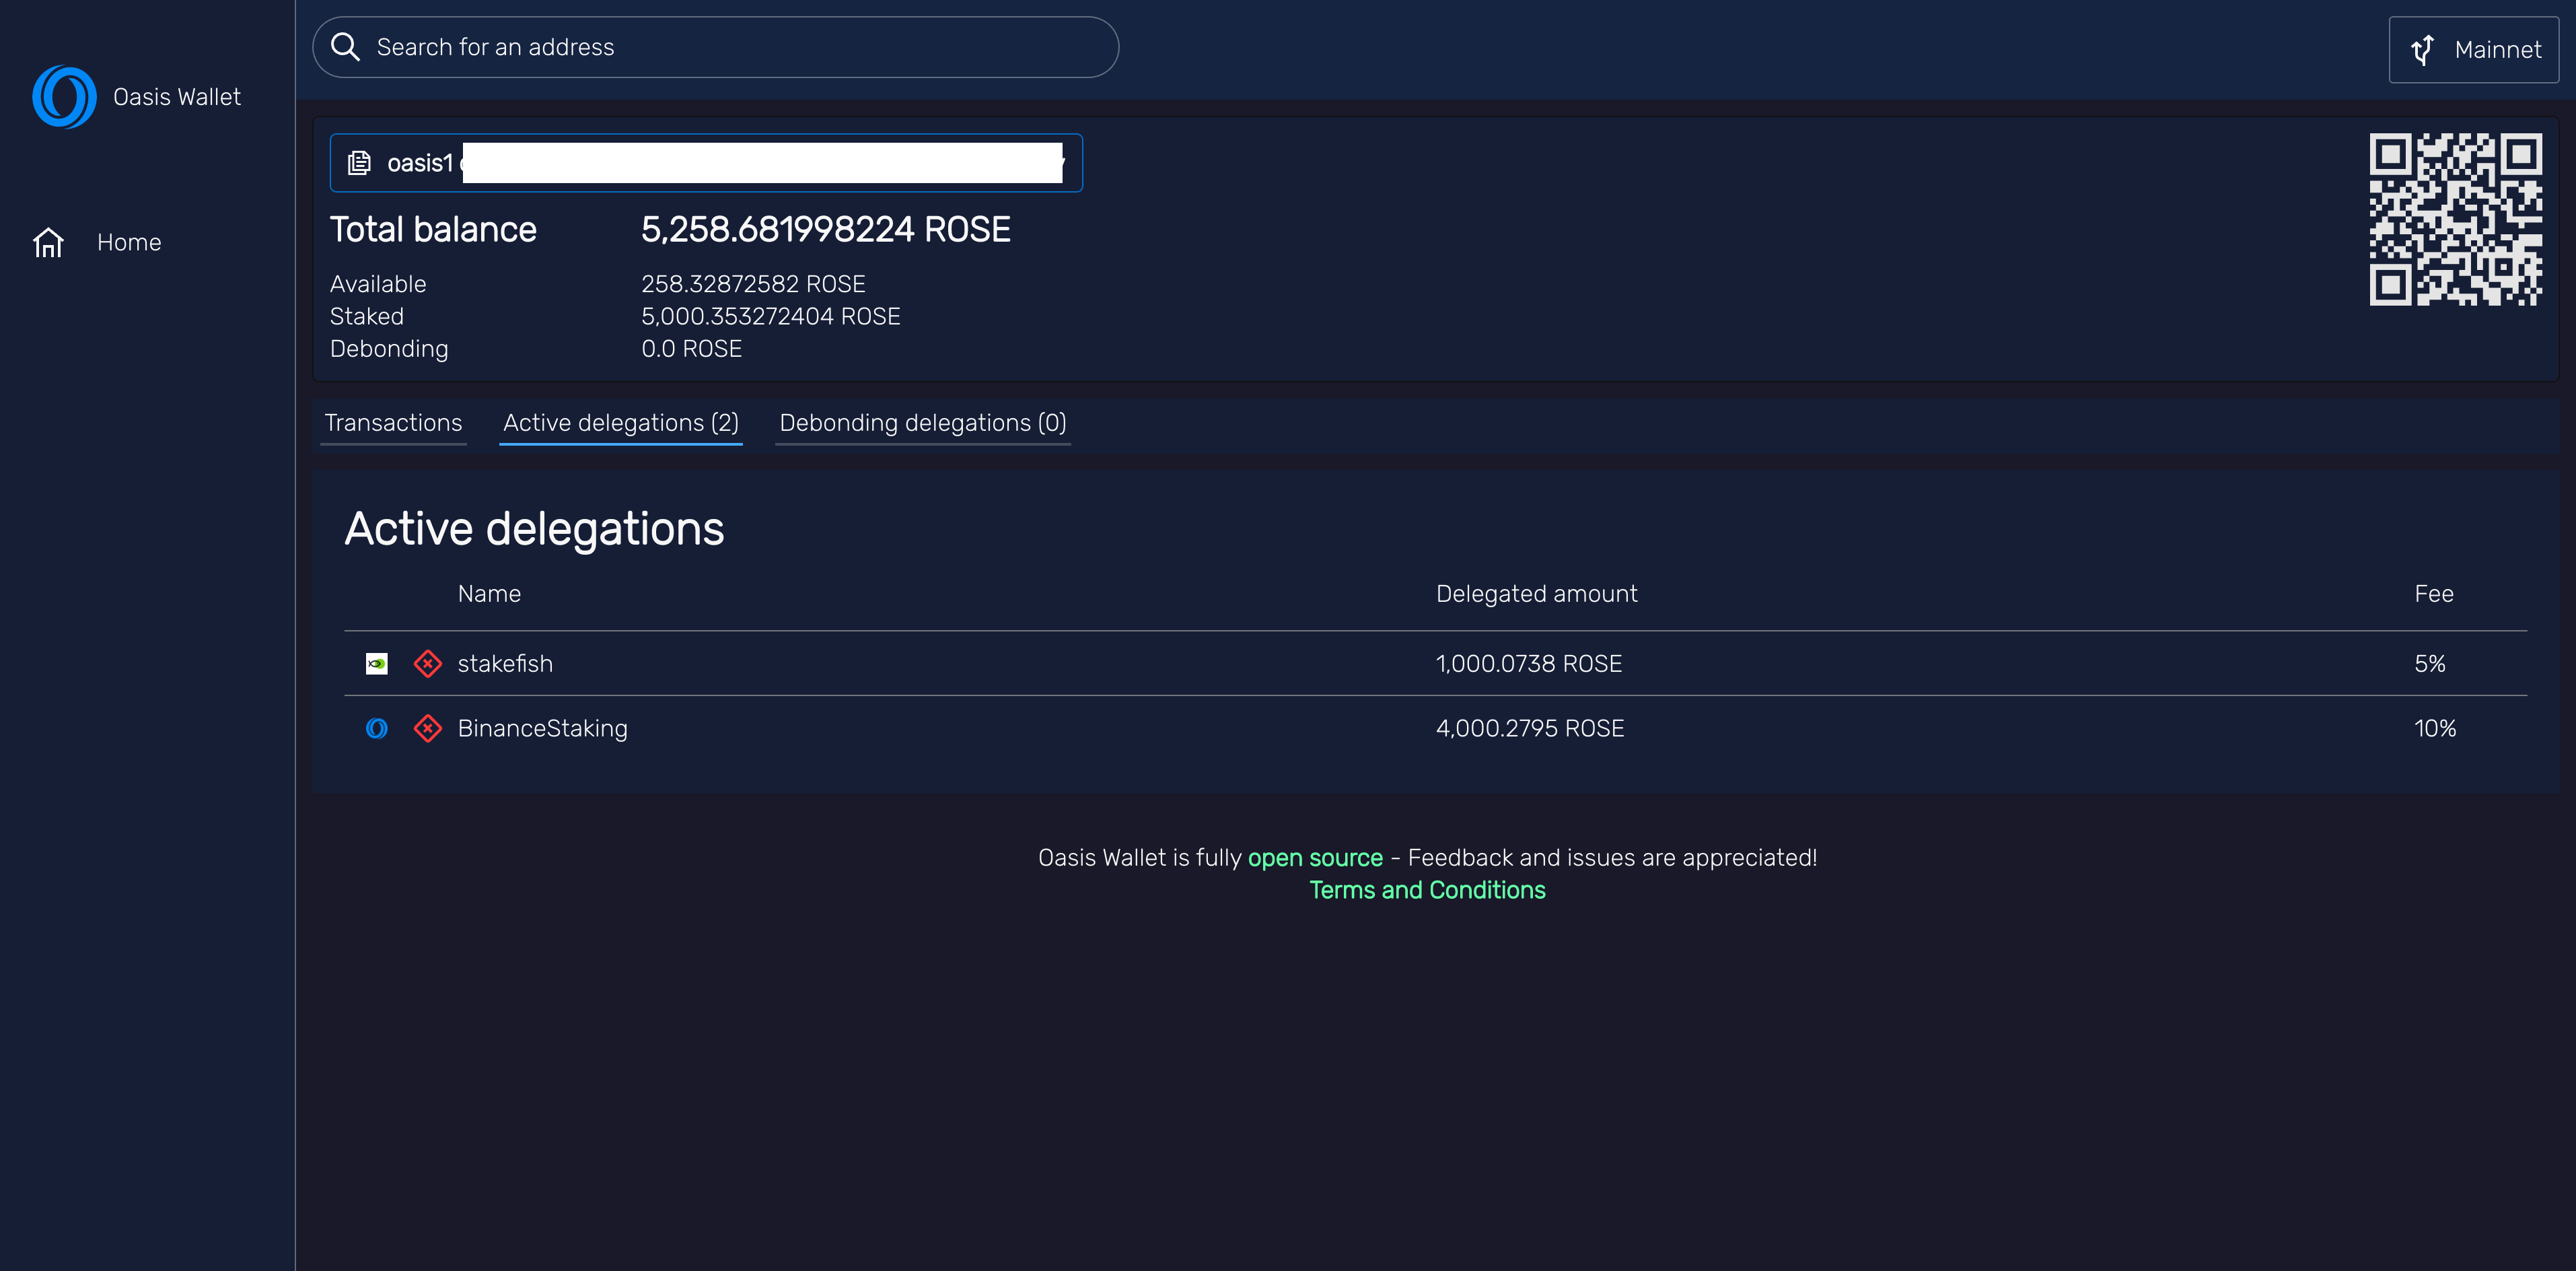 Oasis Wallet
Home
Search for an address
Mainnet
oasis1
Total balance 5,258.681998224 ROSE
Available 258.32872582 ROSE
Staked 5,000.353272404 ROSE
Debonding 0.0 ROSE
Transactions Active delegations (2) Debonding delegations (0)
Active delegations
Name Delegated amount Fee
stakefish 1,000.0738 ROSE 5%
BinanceStaking 4,000.2795 ROSE 10%
Oasis Wallet is fully open source - Feedback and issues are appreciated!
Terms and Conditions